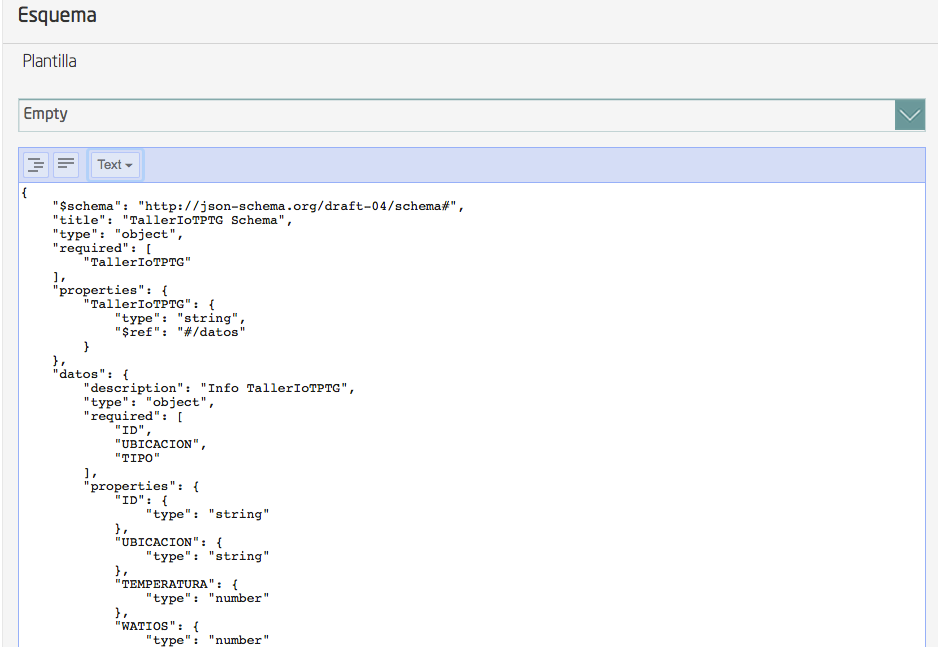 Esquema
Plantilla
Empty
Text
{
    "$schema": "http://json-schema.org/draft-04/schema#",
    "title": "TallerIoTPTG Schema",
    "type": "object",
    "required": [
        "TallerIoTPTG"
    ],
    "properties": {
        "TallerIoTPTG": {
            "type": "string",
            "$ref": "#/datos"
        }
    },
    "datos": {
        "description": "Info TallerIoTPTG",
        "type": "object",
        "required": [
            "ID",
            "UBICACION",
            "TIPO"
        ],
        "properties": {
            "ID": {
                "type": "string"
            },
            "UBICACION": {
                "type": "string"
            },
            "TEMPERATURA": {
                "type": "number"
            },
            "WATIOS": {
                "type": "number"